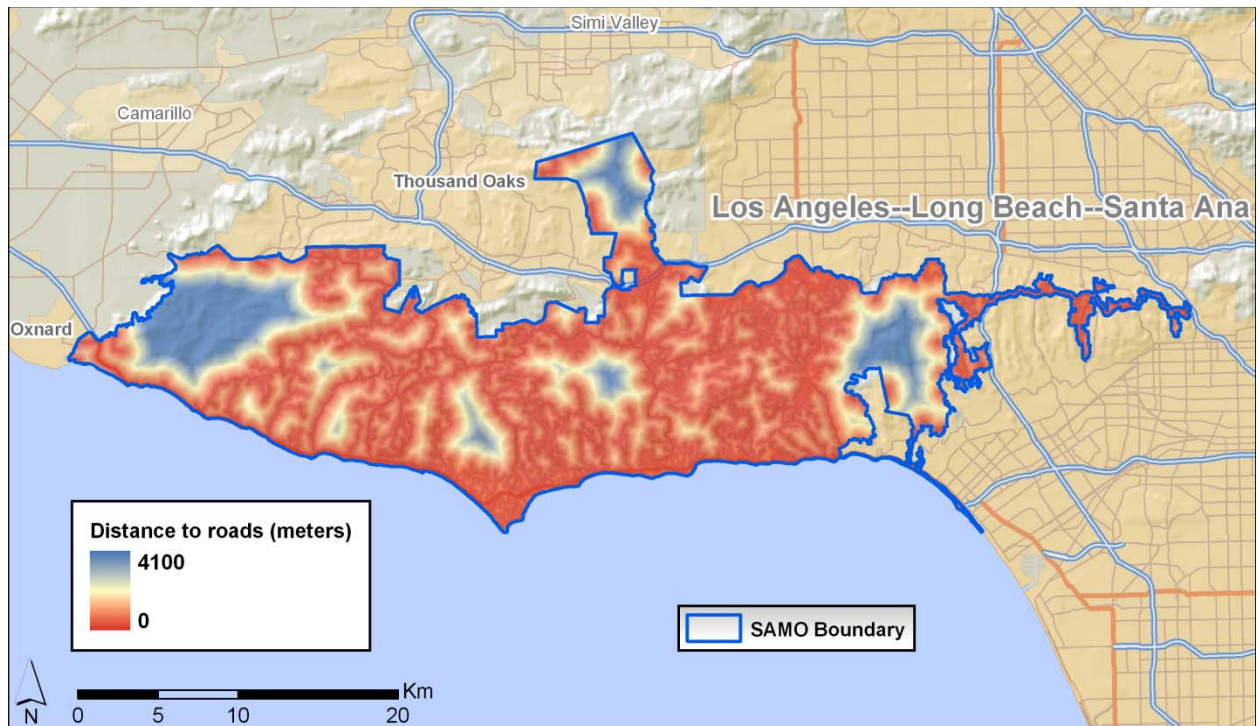 Simi Valley
Camarillo
Thousand Oaks
Los Angeles--Long Beach--Santa Ana
Oxnard
Distance to roads (meters)
4100
0
SAMO Boundary
N
Km
0 5 10 20